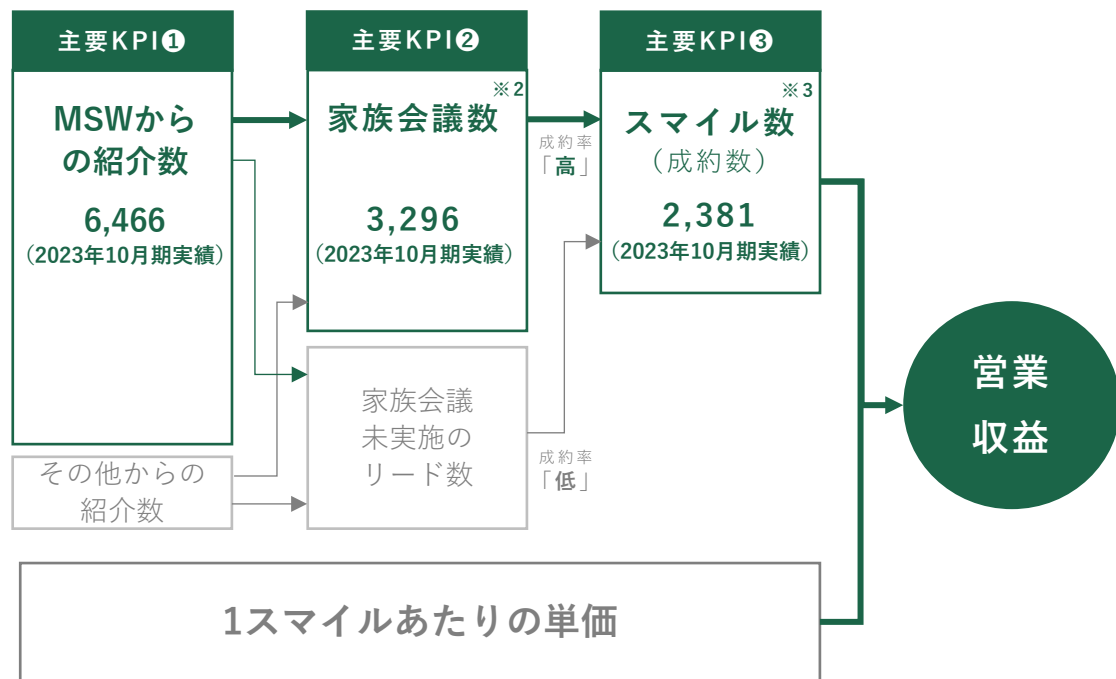 主要KPI❶
MSWから
の紹介数
6,466
(2023年10月期実績)
その他からの
紹介数
主要KPI❷
※2
家族会議数
3,296
(2023年10月期実績)
家族会議
未実施の
リード数
成約率
「高」
成約率
「低」
主要KPI❸
※3
スマイル数
(成約数)
2,381
(2023年10月期実績)
営業
収益
1スマイルあたりの単価